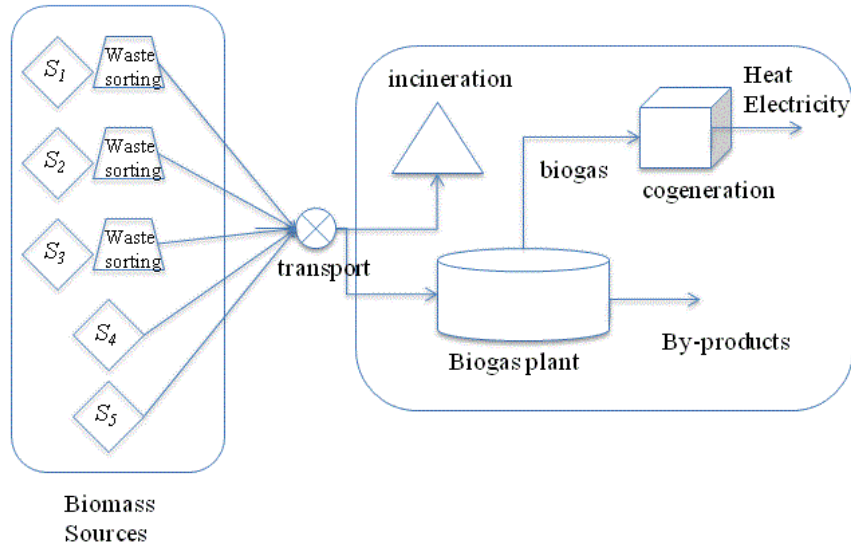 S1
Waste
sorting
S2
Waste
sorting
S3
Waste
sorting
S4
S5
Biomass
Sources
transport
incineration
biogas
Heat
Electricity
cogeneration
Biogas plant
By-products